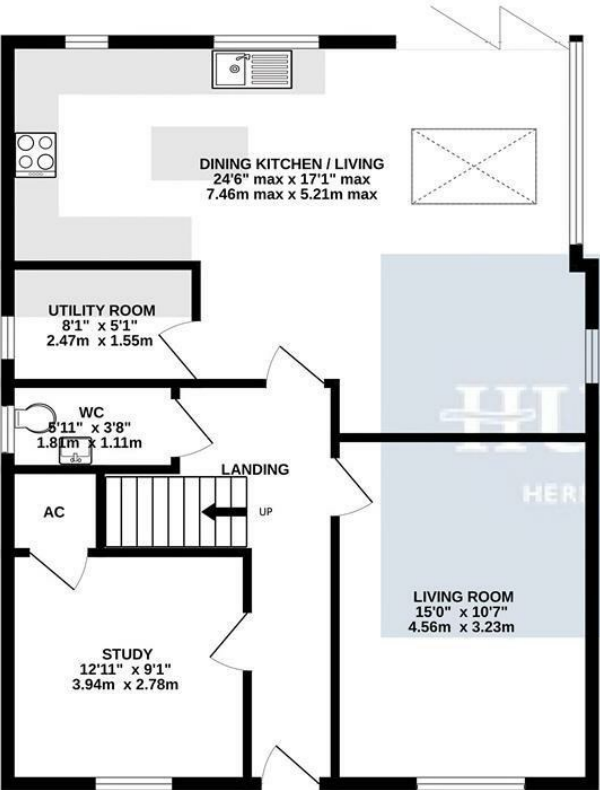 DINING KITCHEN / LIVING
24'6" max x 17'1" max
7.46m max x 5.21m max
UTILITY ROOM
8'1" x 5'1"
2.47m x 1.55m
WC
5'11" x 3'8"
1.81m x 1.11m
LANDING
AC
UP
LIVING ROOM
15'0" x 10'7"
4.56m x 3.23m
STUDY
12'11" x 9'1"
3.94m x 2.78m